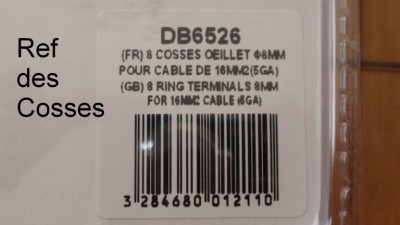 Ref
des
Cosses
DB6526
(FR) 8 COSSES OEILLET Φ8MM
POUR CABLE DE 16MM2(5GA)
(GB) 8 RING TERMINALS 8MM
FOR 16MM2 CABLE (5GA)
3 284680 012110